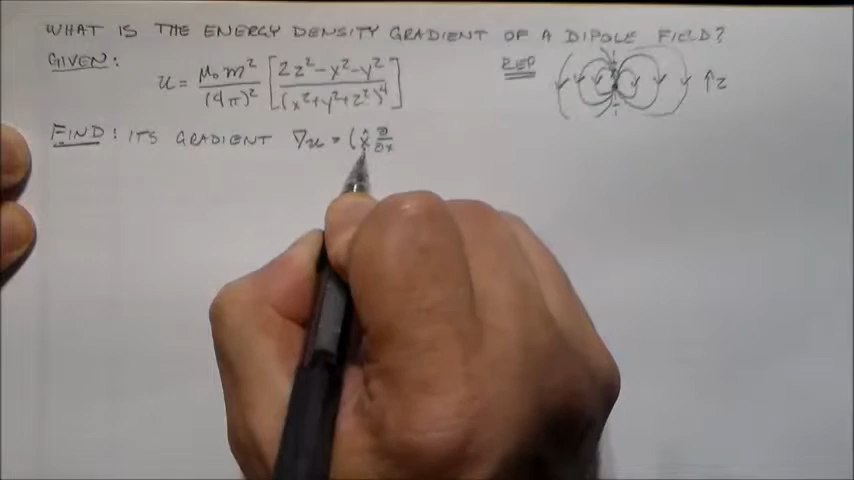 WHAT IS THE ENERGY DENSITY GRADIENT OF A DIPOLE FIELD?
GIVEN: u = μ₀m²/(4π)² [(2z²-x²-y²)/(x²+y²+z²)⁴]
REP ↑z
FIND: ITS GRADIENT ∇u = (x̂ ∂/∂x